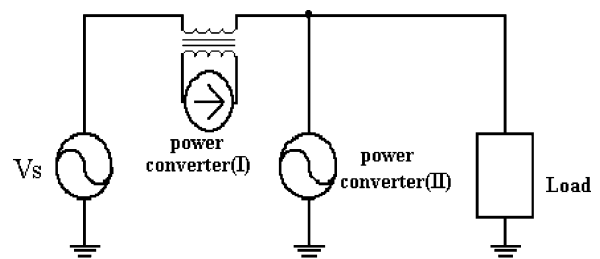 power
converter(I)
Vs
power
converter(II)
Load